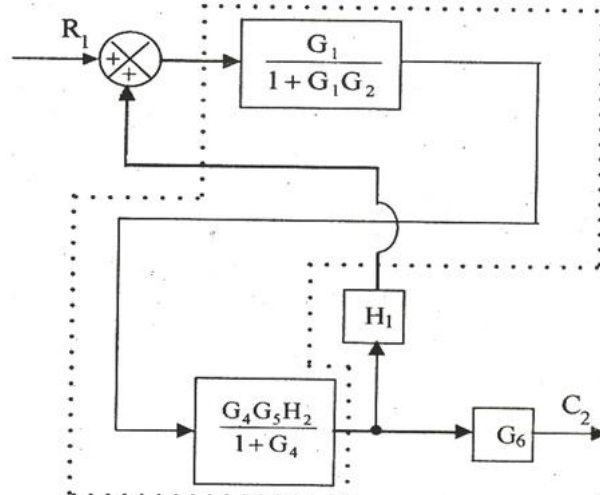 R₁
+
+
G₁
1 + G₁G₂
H₁
G₄G₅H₂
1 + G₄
G₆
C₂